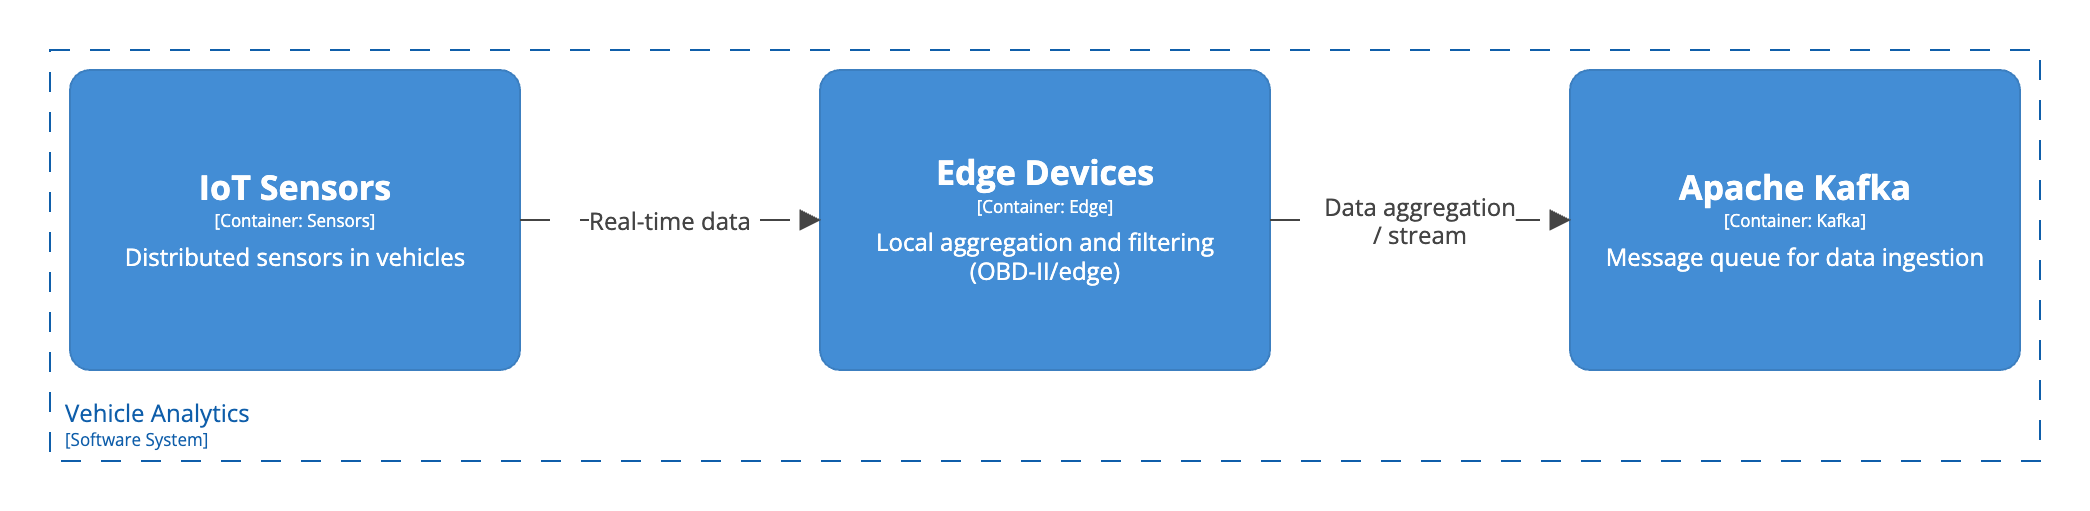 IoT Sensors
[Container: Sensors]
Distributed sensors in vehicles
Real-time data
Edge Devices
[Container: Edge]
Local aggregation and filtering
(OBD-II/edge)
Data aggregation
/ stream
Apache Kafka
[Container: Kafka]
Message queue for data ingestion
Vehicle Analytics
[Software System]